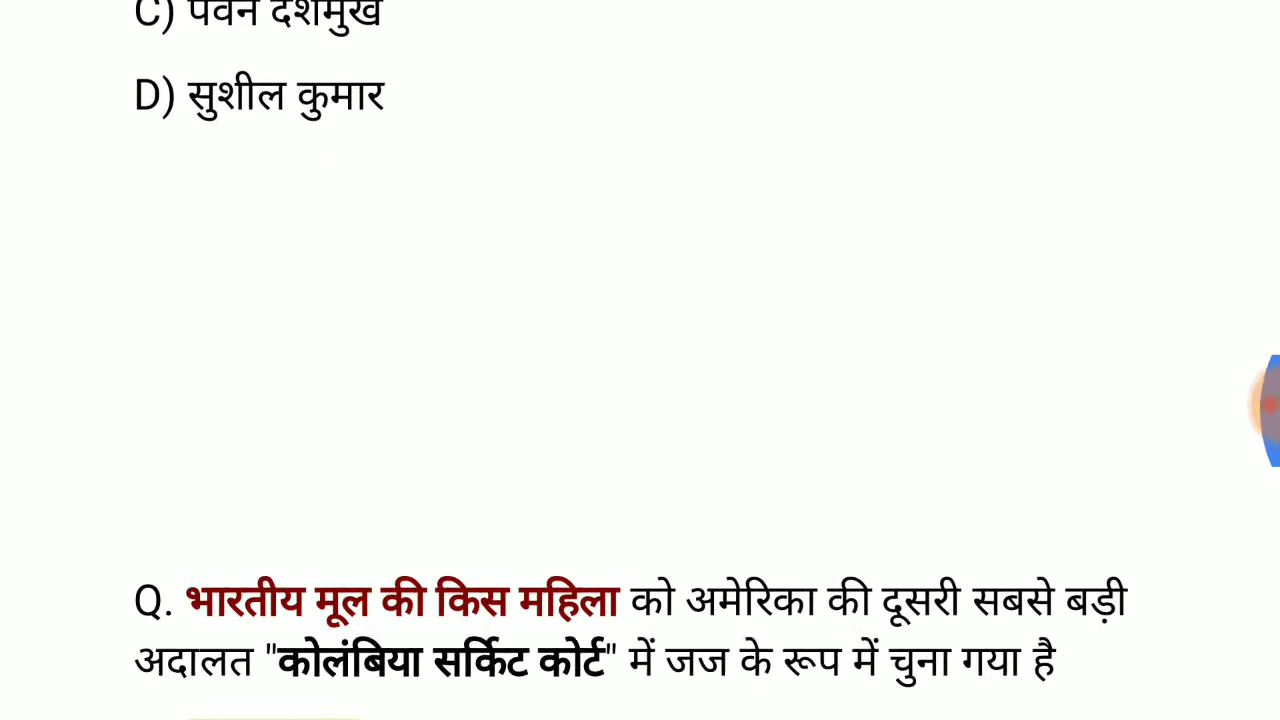 C) पवन देशमुख
D) सुशील कुमार
Q. भारतीय मूल की किस महिला को अमेरिका की दूसरी सबसे बड़ी
अदालत "कोलंबिया सर्किट कोर्ट" में जज के रूप में चुना गया है